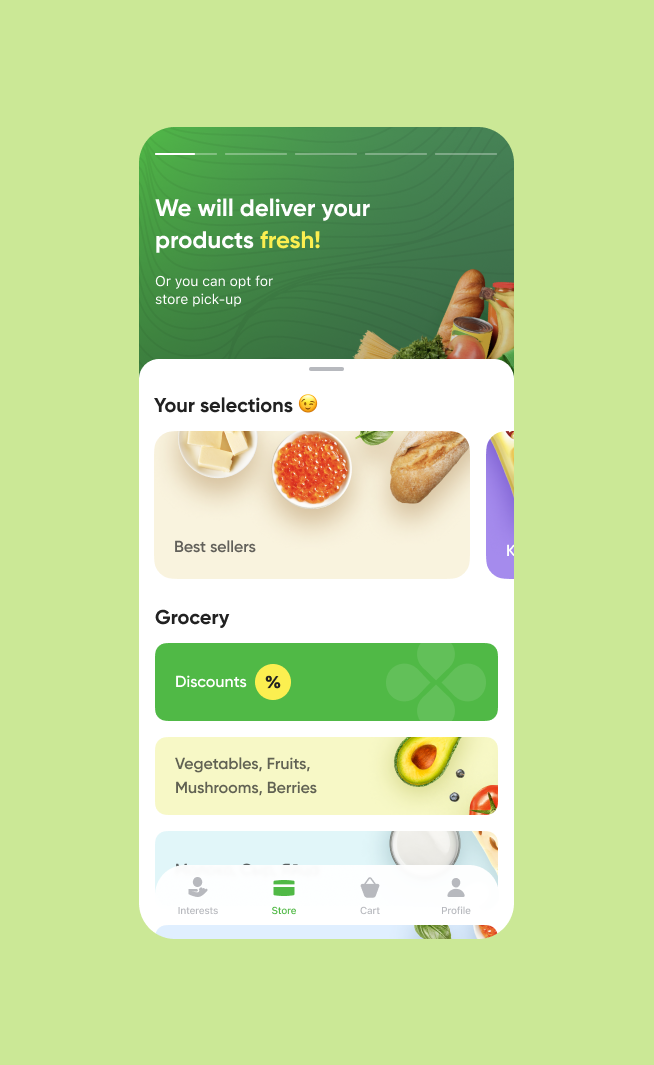 We will deliver your
products fresh!
Or you can opt for
store pick-up
Your selections 😉
Best sellers
K
Grocery
Discounts %
Vegetables, Fruits,
Mushrooms, Berries
Interests
Store
Cart
Profile